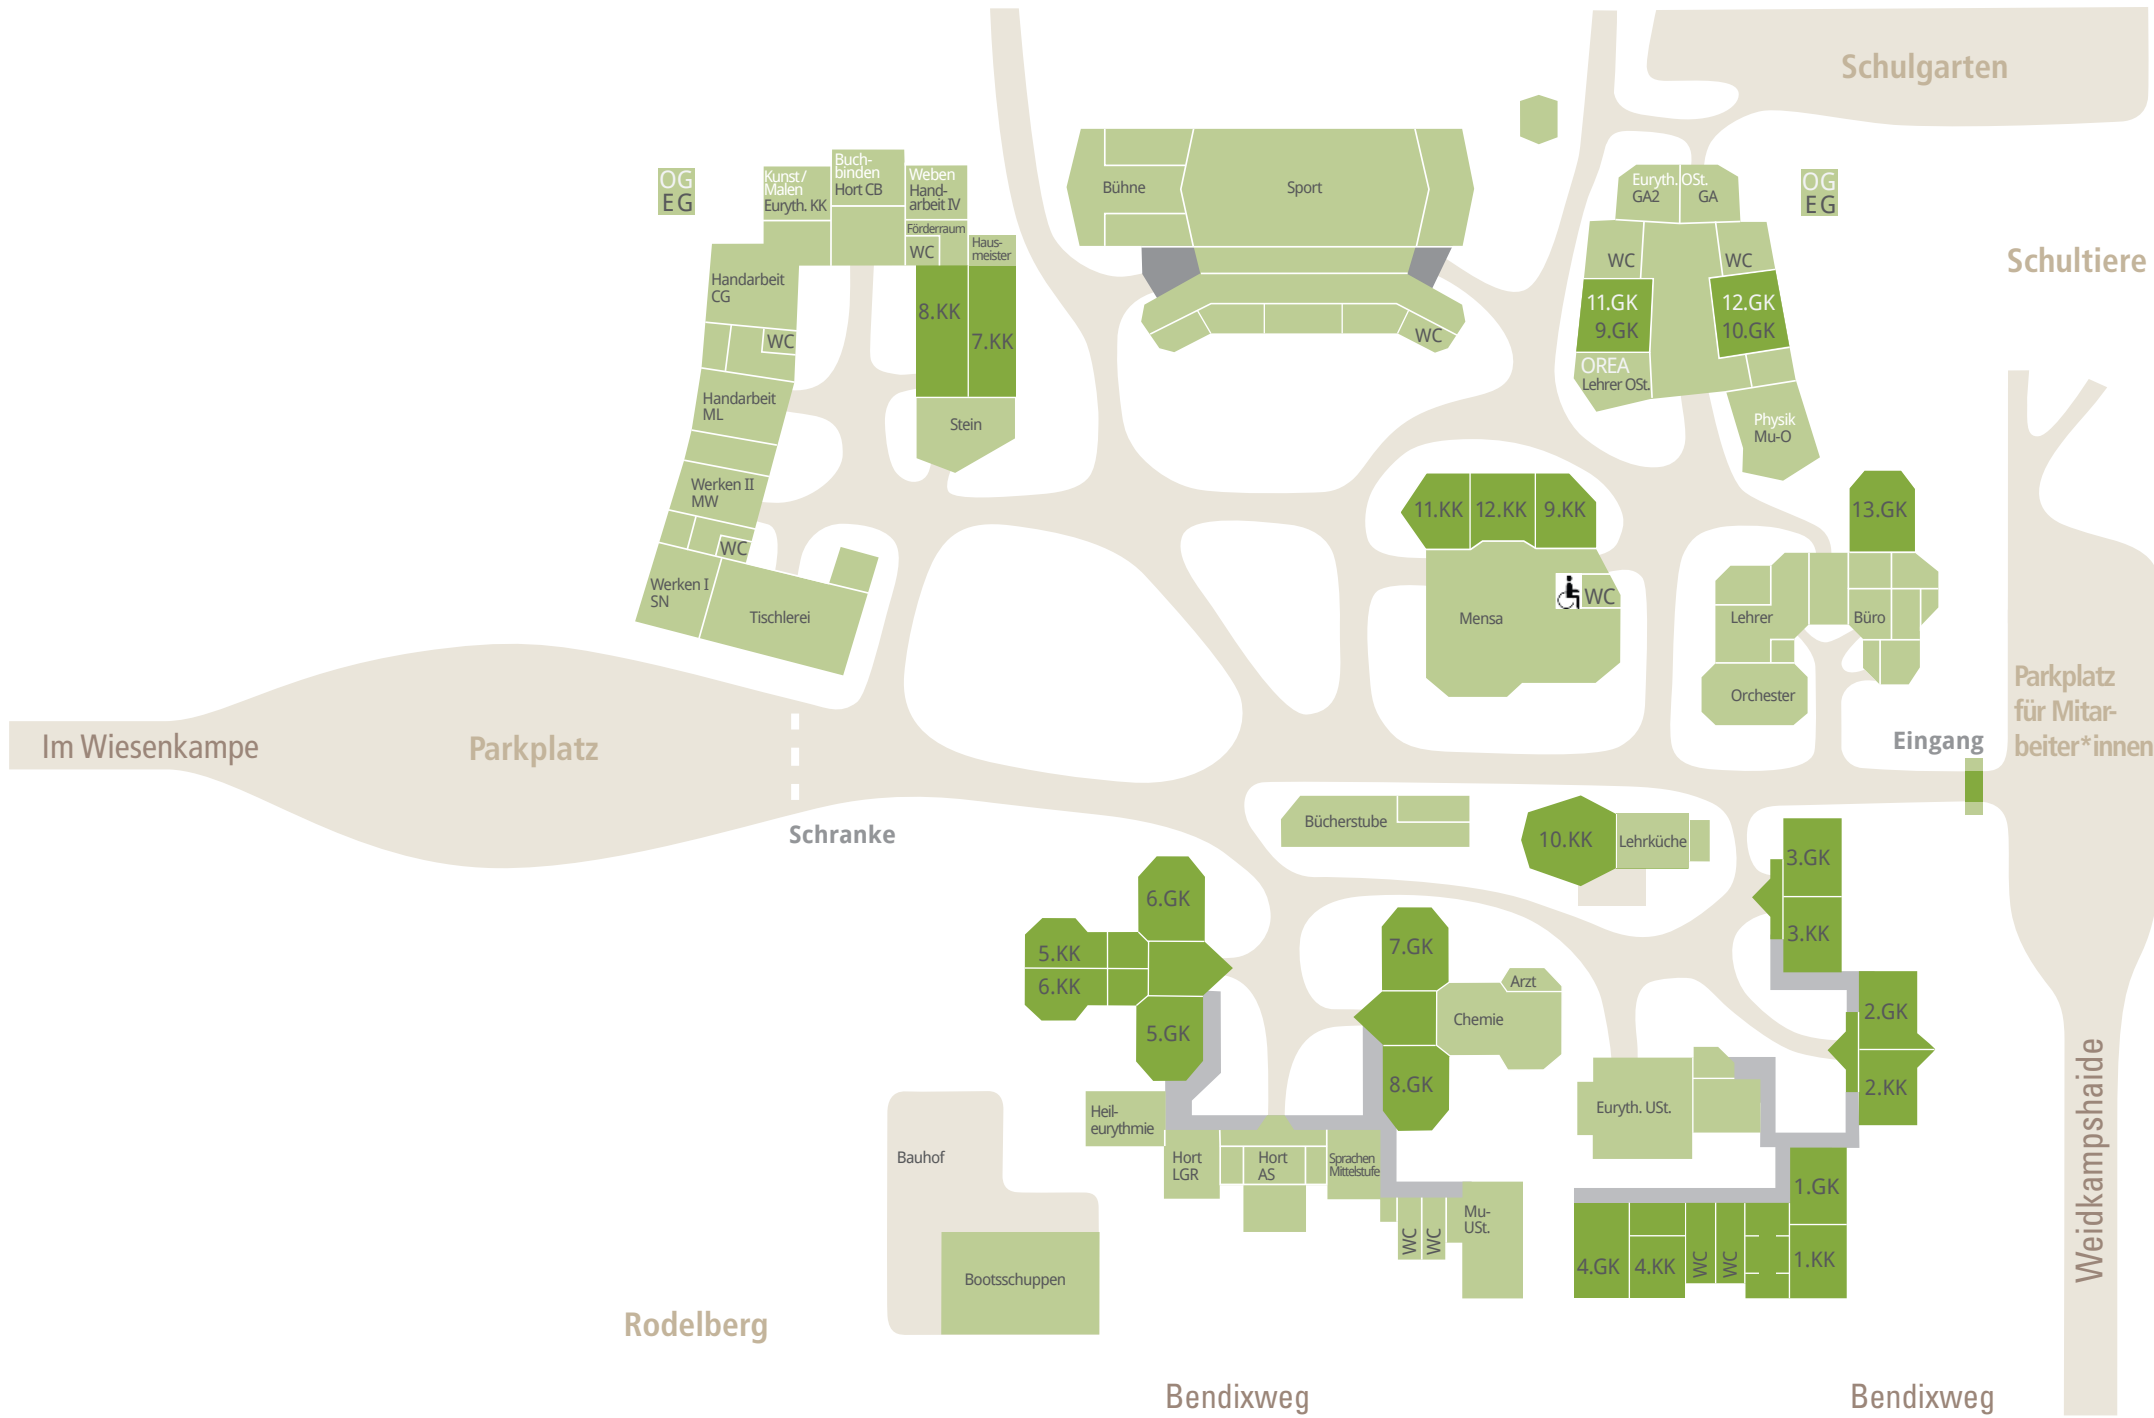 Schulgarten
OG
EG
Kunst /
Malen
Euryth. KK
Buch-
binden
Hort CB
Weben
Hand-
arbeit IV
Förderraum
WC
Haus-
meister
Bühne
Sport
WC
Euryth. OSt.
GA2
GA
OG
EG
WC
WC
Schultiere
11.GK
9.GK
12.GK
10.GK
OREA
Lehrer OSt.
Physik
Mu-O
Handarbeit
CG
WC
8.KK
7.KK
Stein
Handarbeit
ML
Werken II
MW
WC
Werken I
SN
Tischlerei
11.KK
12.KK
9.KK
Mensa
WC
13.GK
Lehrer
Büro
Orchester
Parkplatz
für Mitar-
beiter*innen
Eingang
Im Wiesenkampe
Parkplatz
Schranke
Bücherstube
10.KK
Lehrküche
3.GK
3.KK
6.GK
5.KK
6.KK
5.GK
7.GK
Arzt
Chemie
8.GK
2.GK
2.KK
Euryth. USt.
Heil-
eurythmie
Hort
LGR
Hort
AS
Sprachen
Mittelstufe
Mu-
USt.
WC
WC
1.GK
1.KK
4.GK
4.KK
WC
WC
Bauhof
Bootsschuppen
Rodelberg
Weidkampshaide
Bendixweg
Bendixweg